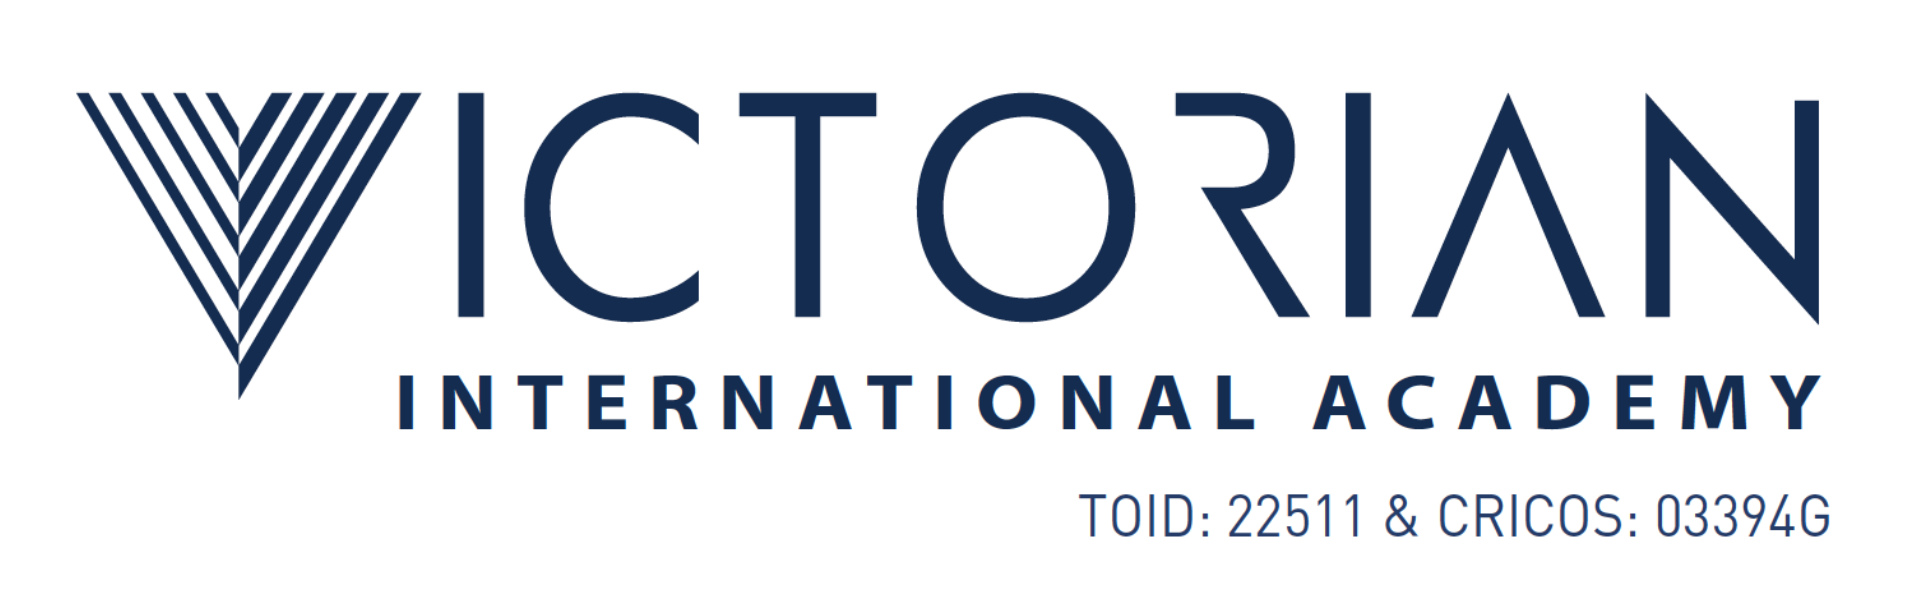 VICTORIAN
INTERNATIONAL ACADEMY
TOID: 22511 & CRICOS: 03394G